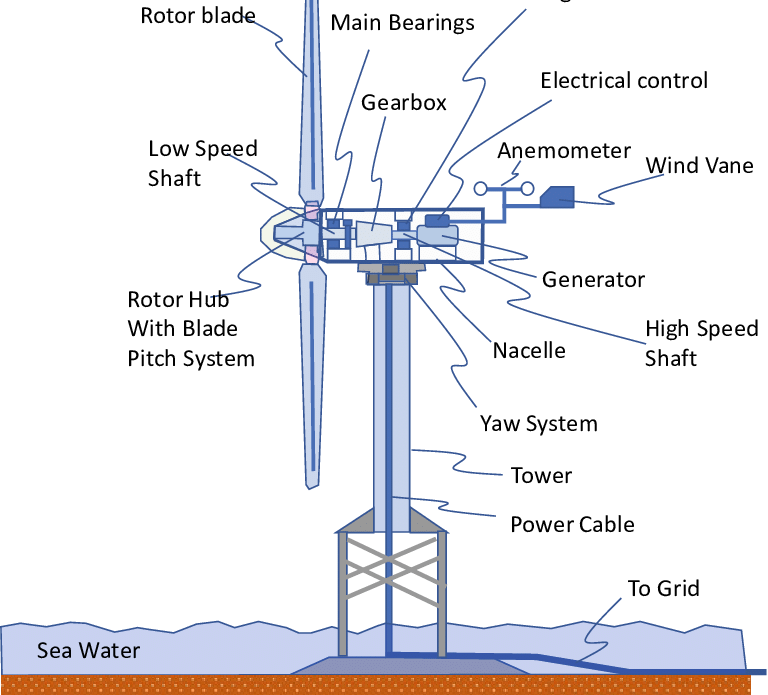 Rotor blade
Main Bearings
Electrical control
Gearbox
Anemometer
Wind Vane
Low Speed
Shaft
Generator
Rotor Hub
With Blade
Pitch System
High Speed
Shaft
Nacelle
Yaw System
Tower
Power Cable
To Grid
Sea Water